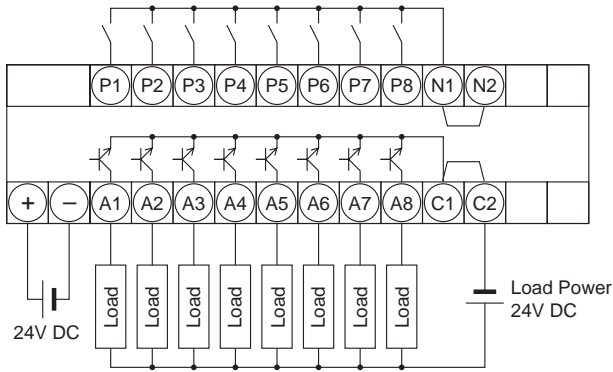 P1 P2 P3 P4 P5 P6 P7 P8 N1 N2
+ − A1 A2 A3 A4 A5 A6 A7 A8 C1 C2
Load Load Load Load Load Load Load Load
24V DC
Load Power
24V DC